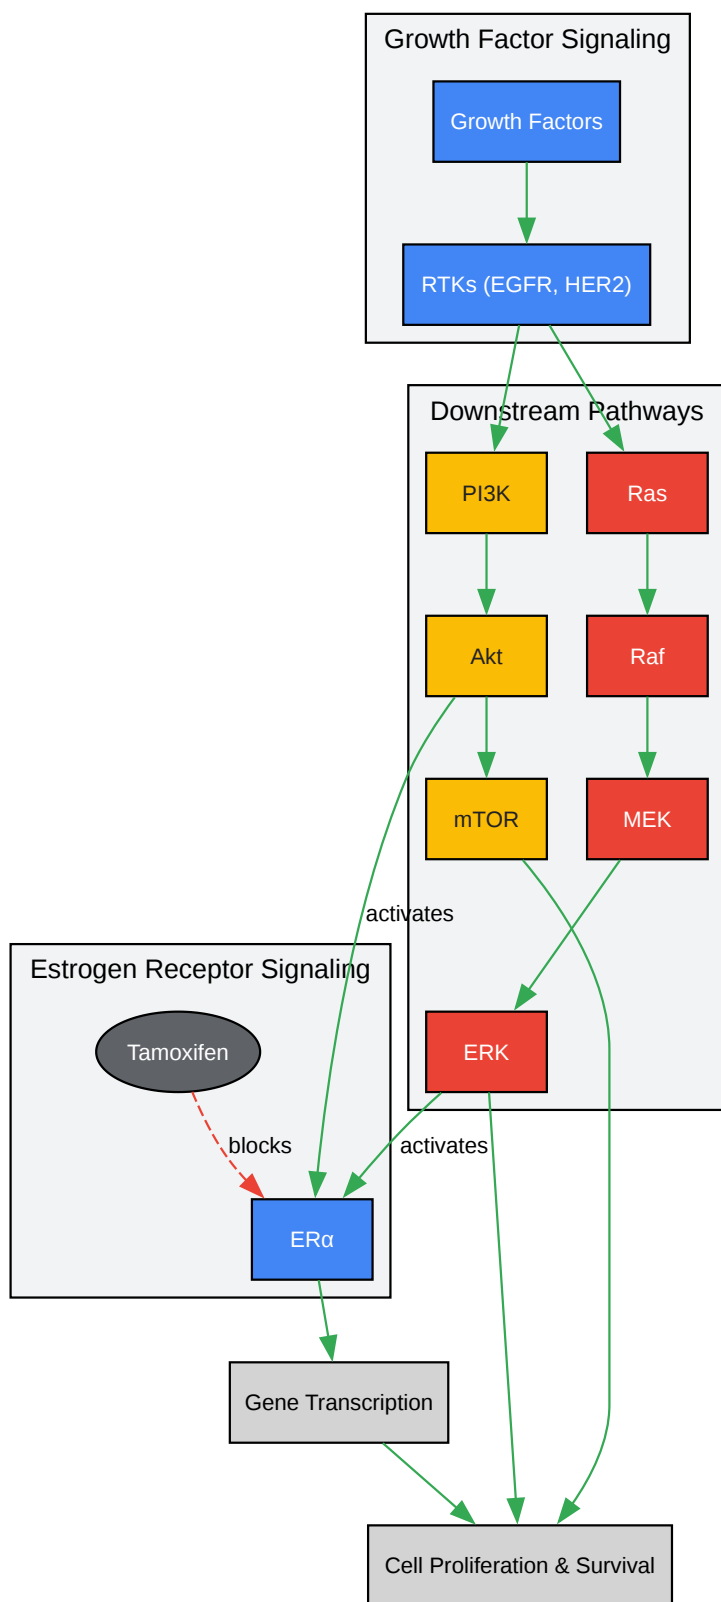 Growth Factor Signaling
Growth Factors
RTKs (EGFR, HER2)
Downstream Pathways
PI3K
Ras
Akt
Raf
mTOR
MEK
activates
Estrogen Receptor Signaling
Tamoxifen
ERK
blocks
activates
ERα
Gene Transcription
Cell Proliferation & Survival